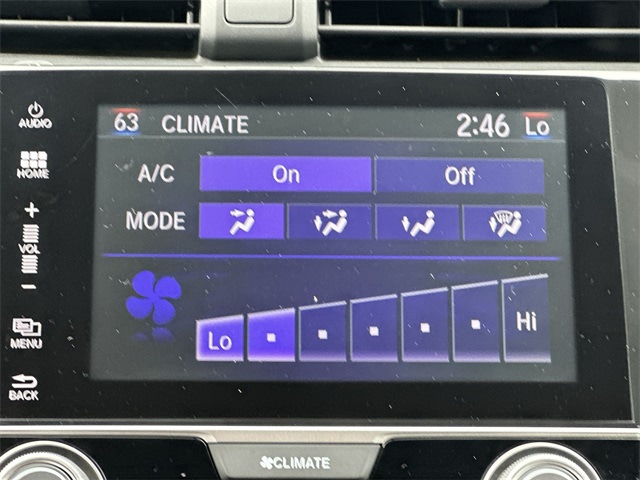 63 CLIMATE 2:46 Lo
AUDIO
A/C On Off
HOME
MODE
+
VOL
−
Lo Hi
MENU
BACK
CLIMATE